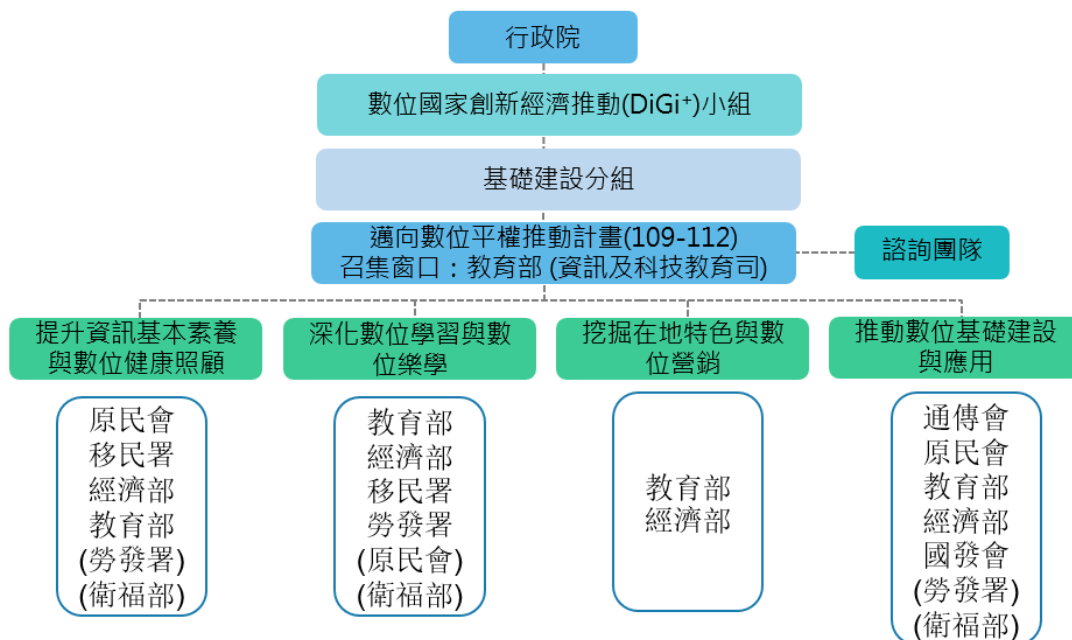 行政院
數位國家創新經濟推動(DiGi⁺)小組
基礎建設分組
邁向數位平權推動計畫(109-112)
召集窗口：教育部 (資訊及科技教育司)
諮詢團隊
提升資訊基本素養
與數位健康照顧
原民會
移民署
經濟部
教育部
(勞發署)
(衛福部)
深化數位學習與數
位樂學
教育部
經濟部
移民署
勞發署
(原民會)
(衛福部)
挖掘在地特色與數
位營銷
教育部
經濟部
推動數位基礎建設
與應用
通傳會
原民會
教育部
經濟部
國發會
(勞發署)
(衛福部)